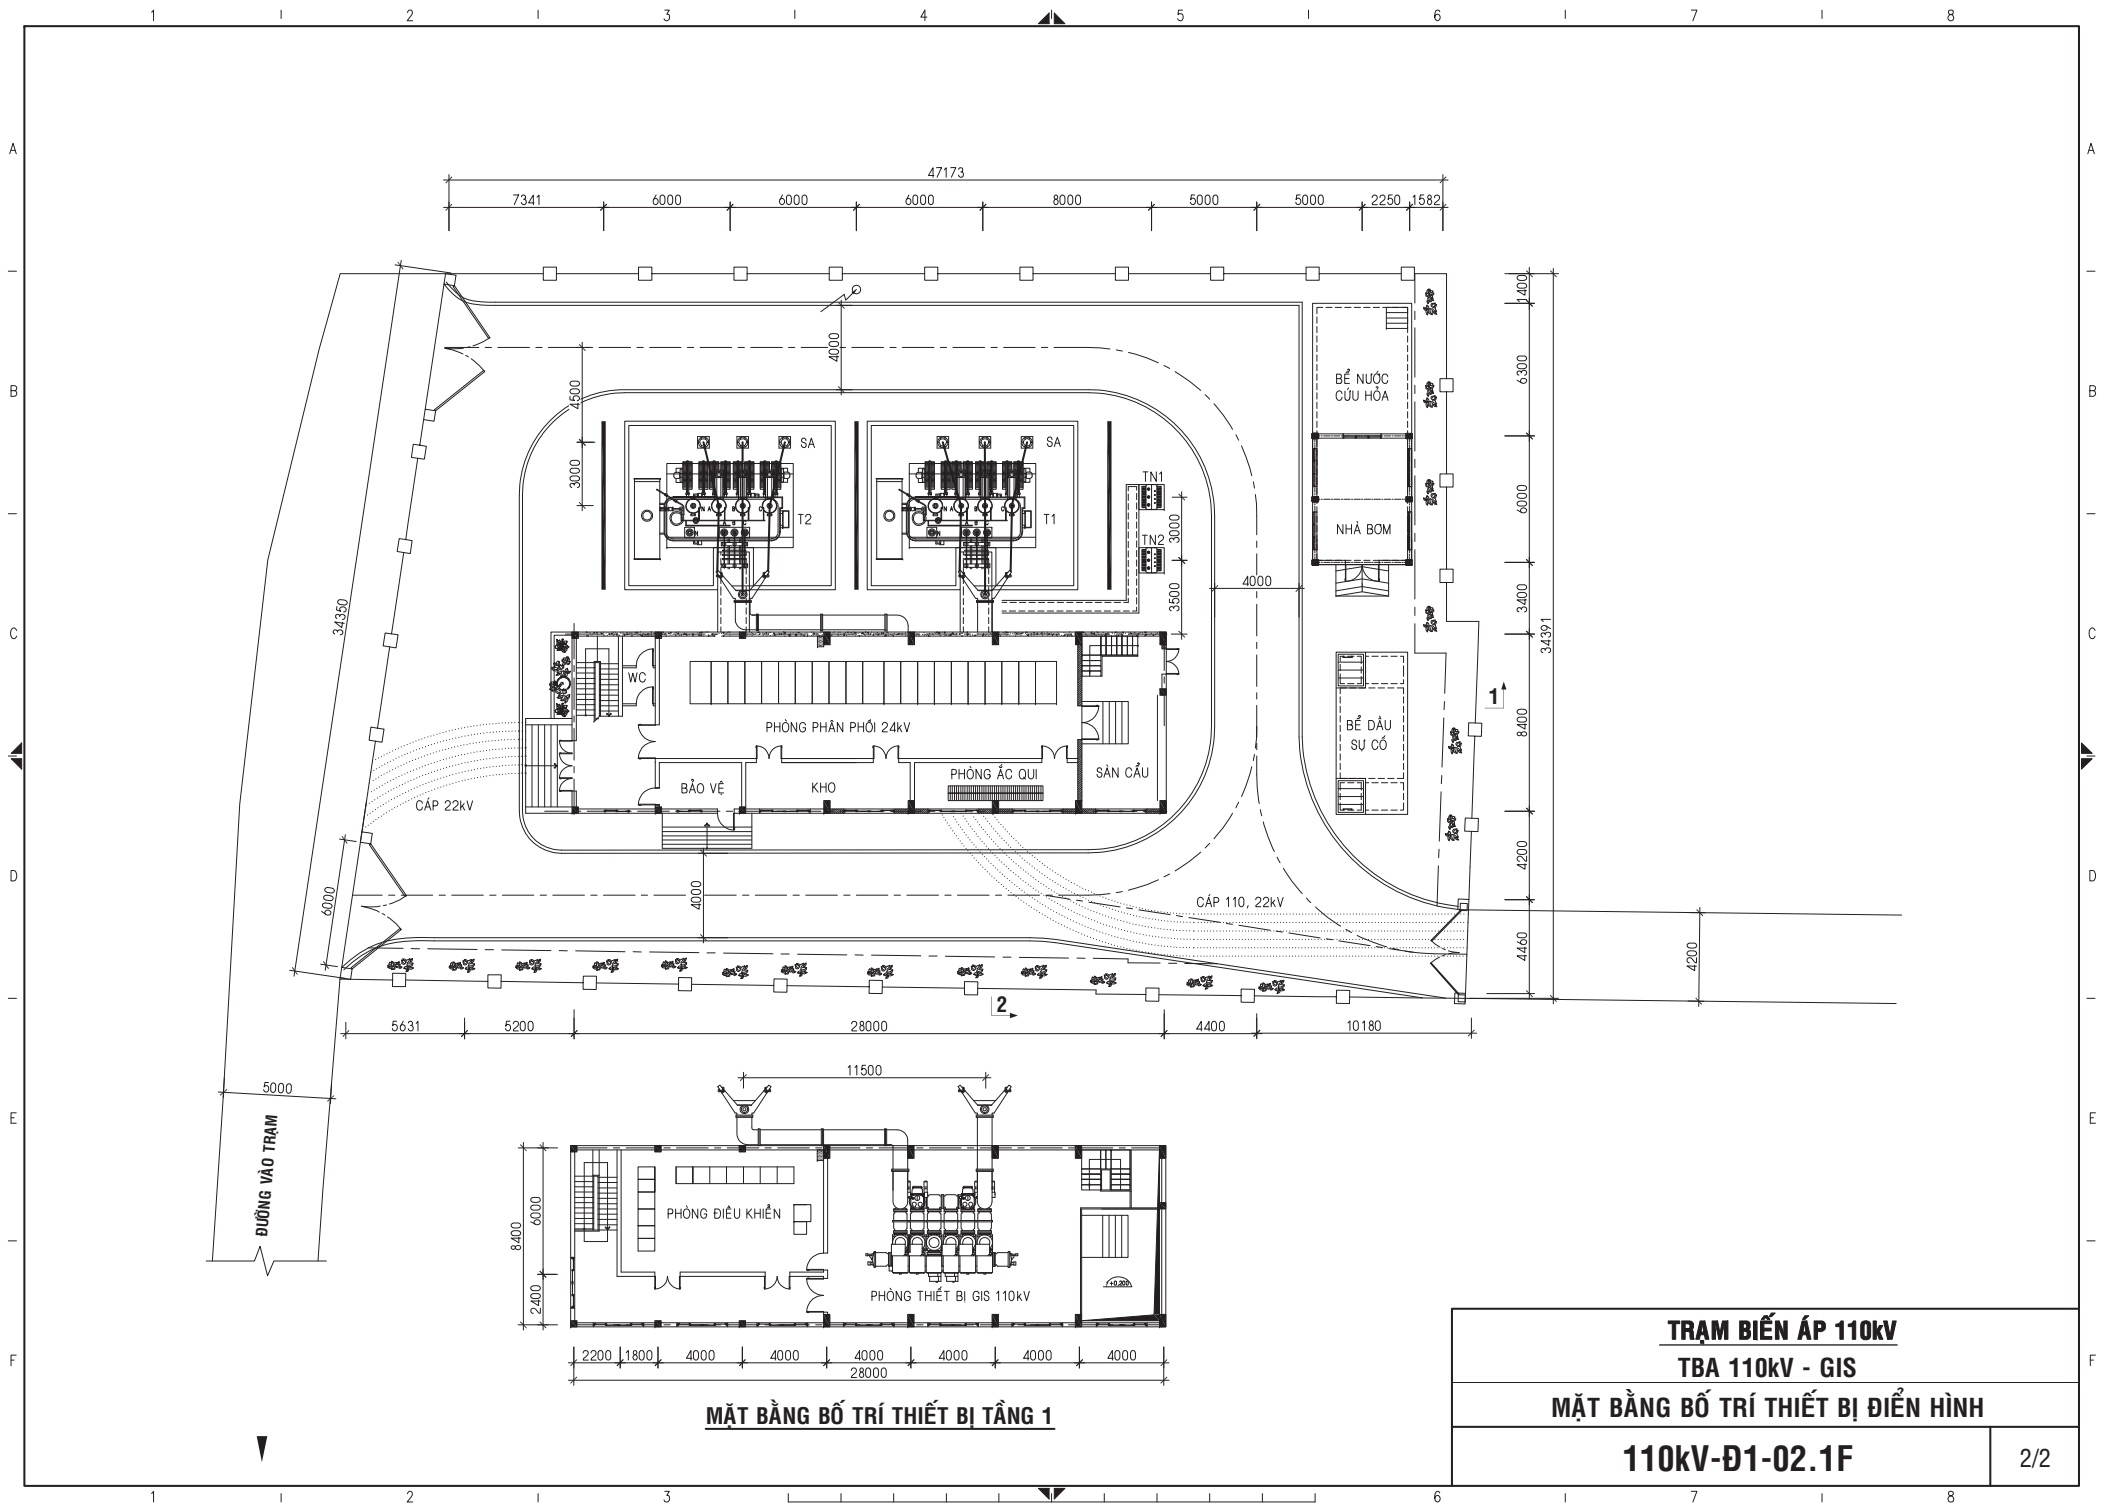 1 2 3 4 5 6 7 8
A A
47173
7341 6000 6000 6000 8000 5000 5000 2250 1582
1400
4000
4500
6300
B B
BỂ NƯỚC
CỨU HỎA
SA SA
3000
TN1
N A B C N A B C
T2 T1
A B C A B C
6000
NHÀ BƠM
3000
TN2
4000
3500
3400
34350
C C
34391
WC
1
PHÒNG PHÂN PHỐI 24kV
BỂ DẦU
SỰ CỐ
8400
PHÒNG ẮC QUI
SÀN CẨU
BẢO VỆ
KHO
CÁP 22kV
4200
D D
6000
4000
CÁP 110, 22kV
4460
4200
2
5631 5200 28000 4400 10180
11500
5000
E E
ĐƯỜNG VÀO TRẠM
8400
6000
PHÒNG ĐIỀU KHIỂN
+0.200
2400
PHÒNG THIẾT BỊ GIS 110kV
2200 1800 4000 4000 4000 4000 4000 4000
28000
F F
MẶT BẰNG BỐ TRÍ THIẾT BỊ TẦNG 1
TRẠM BIẾN ÁP 110kV
TBA 110kV - GIS
MẶT BẰNG BỐ TRÍ THIẾT BỊ ĐIỂN HÌNH
110kV-Đ1-02.1F 2/2
1 2 3 6 7 8